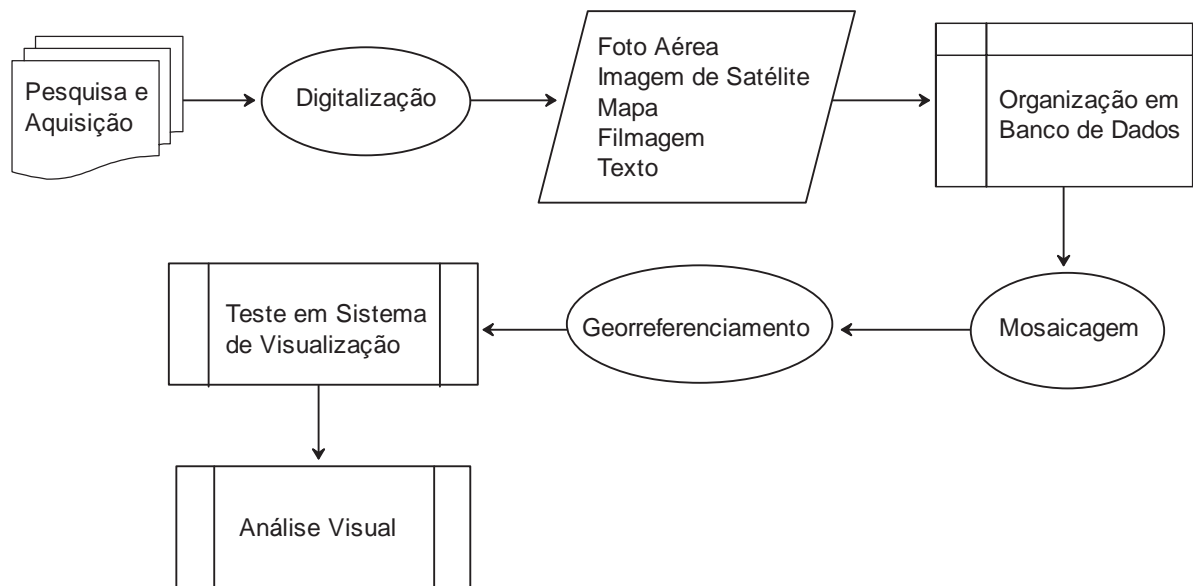 Pesquisa e
Aquisição
Digitalização
Foto Aérea
Imagem de Satélite
Mapa
Filmagem
Texto
Organização em
Banco de Dados
Mosaicagem
Georreferenciamento
Teste em Sistema
de Visualização
Análise Visual